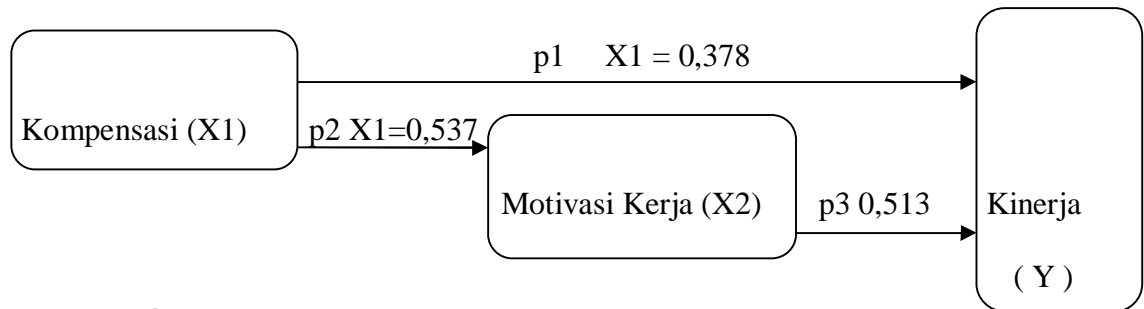 p1 X1 = 0,378
Kompensasi (X1)
p2 X1=0,537
Motivasi Kerja (X2)
p3 0,513
Kinerja
( Y )